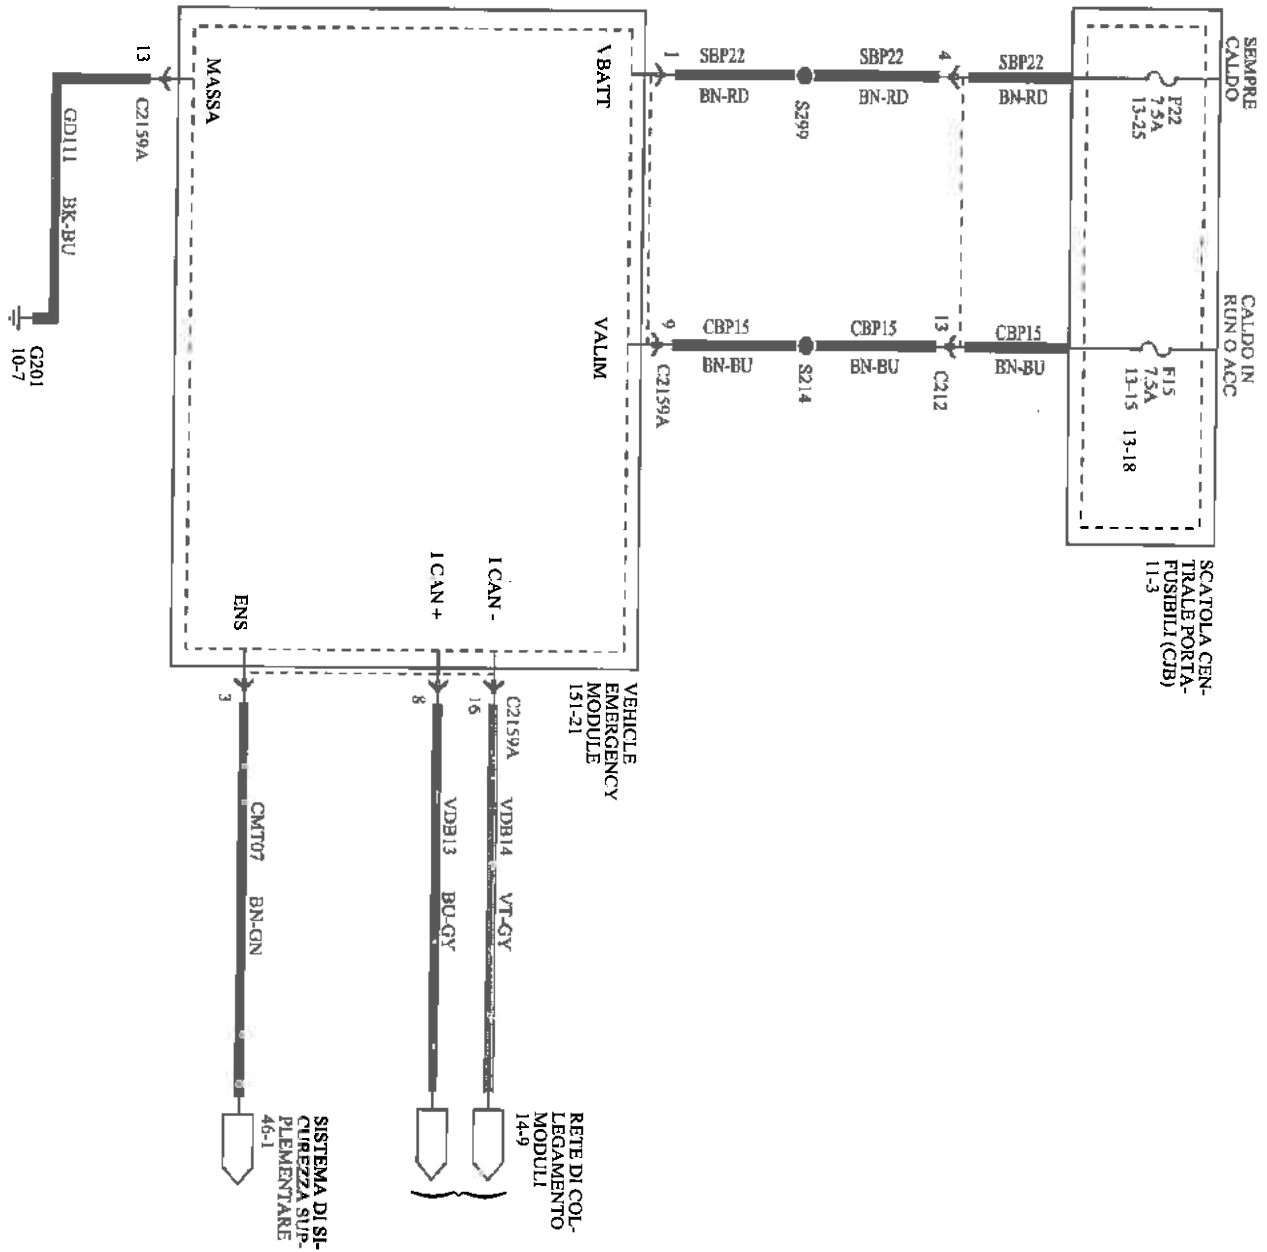 SEMPRE
CALDO
CALDO IN
RUN O ACC
F22
7.5A
13-25
F15
7.5A
13-15 13-18
SCATOLA CEN-
TRALE PORTA-
FUSIBILI (CJB)
11-3
SBP22
BN-RD
CBP15
BN-BU
4
13
C212
SBP22
BN-RD
CBP15
BN-BU
S299
S214
SBP22
BN-RD
CBP15
BN-BU
1
9
C2159A
VBATT
VALIM
VEHICLE
EMERGENCY
MODULE
151-21
MASSA
I CAN -
I CAN +
ENS
13
C2159A
GD111 BK-BU
G201
10-7
C2159A
16
8
3
VDB14 VT-GY
VDB13 BU-GY
CMT07 BN-GN
RETE DI COL-
LEGAMENTO
MODULI
14-9
SISTEMA DI SI-
CUREZZA SUP-
PLEMENTARE
46-1